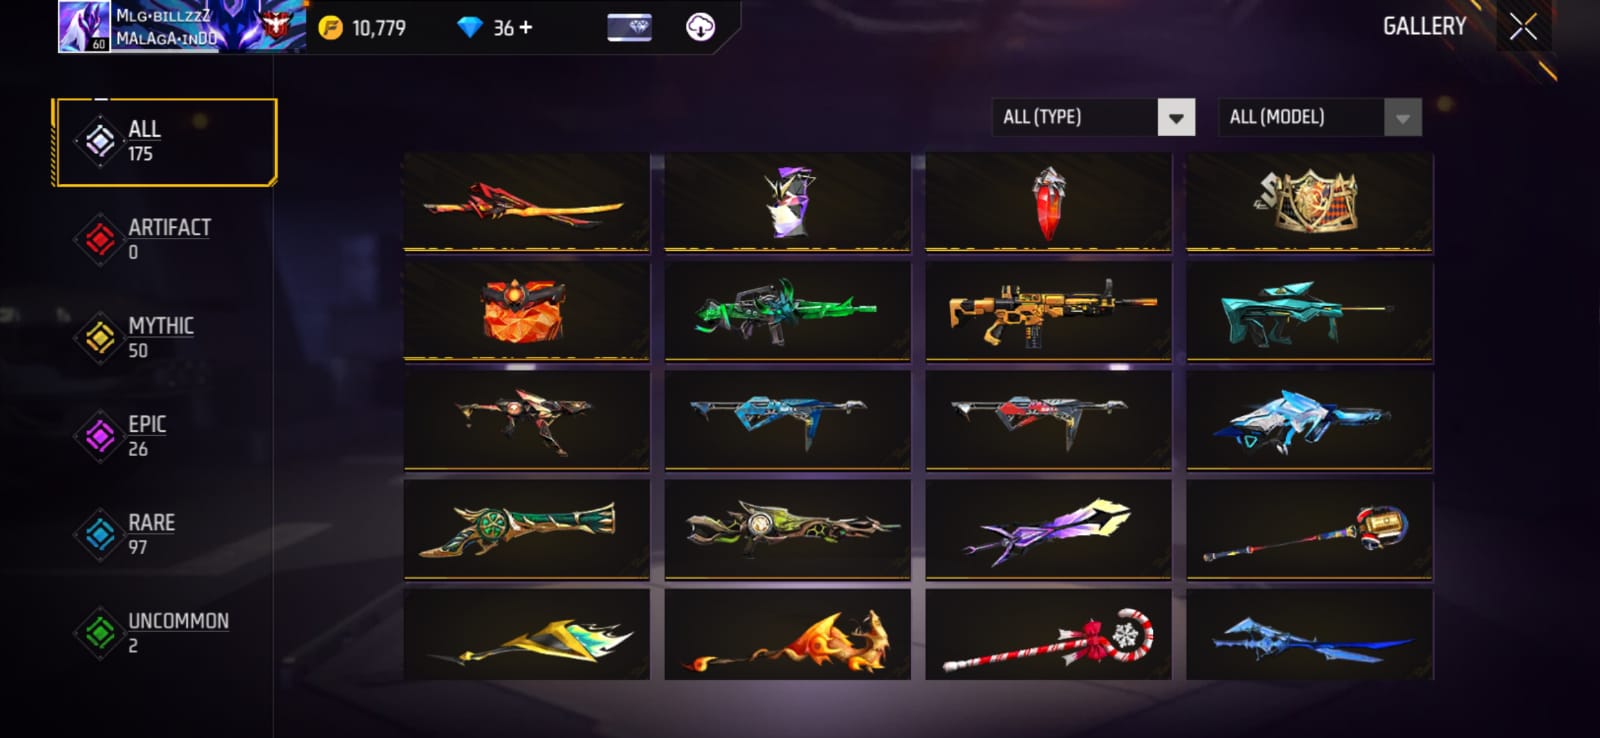 MLG•BILLZZZ
MALAGA•INDO
60
10,779
36 +
GALLERY
ALL (TYPE)
ALL (MODEL)
ALL
175
ARTIFACT
0
MYTHIC
50
EPIC
26
RARE
97
UNCOMMON
2